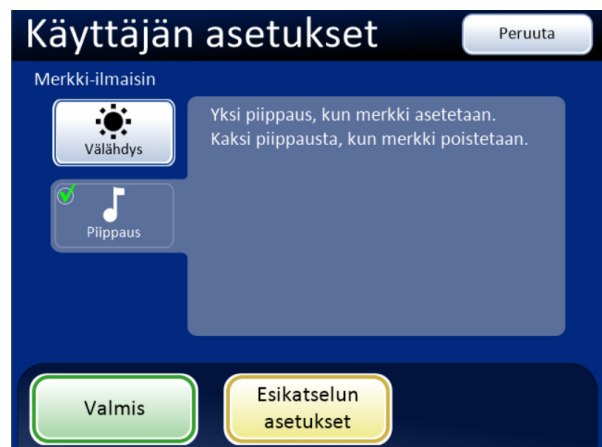 Käyttäjän asetukset
Peruuta
Merkki-ilmaisin
Välähdys
Yksi piippaus, kun merkki asetetaan.
Kaksi piippausta, kun merkki poistetaan.
Piippaus
Valmis
Esikatselun
asetukset